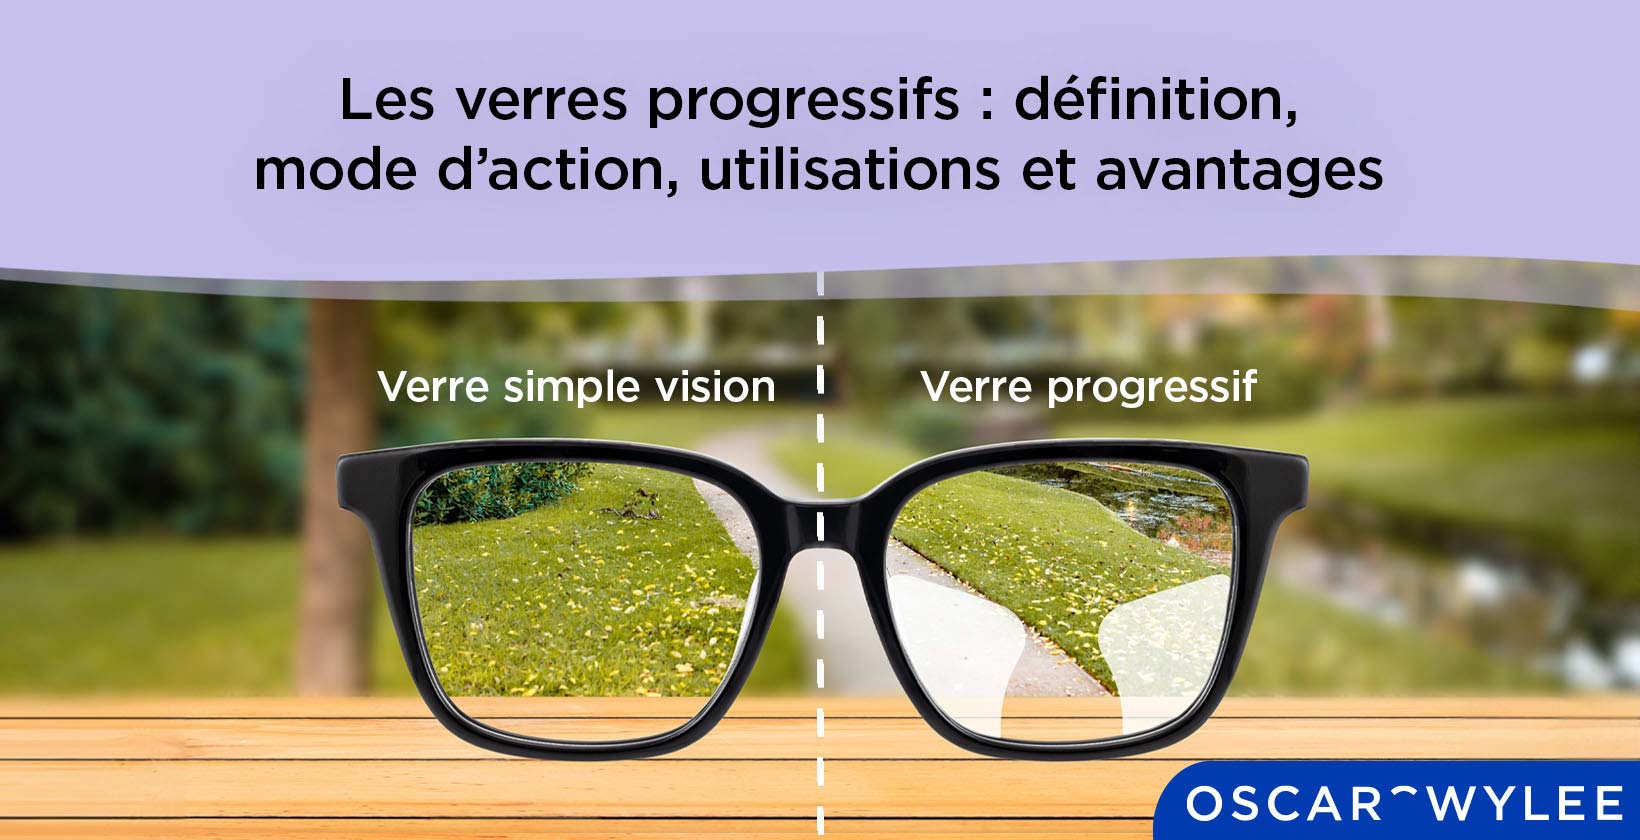 Les verres progressifs : définition,
mode d’action, utilisations et avantages
Verre simple vision
Verre progressif
OSCAR WYLEE